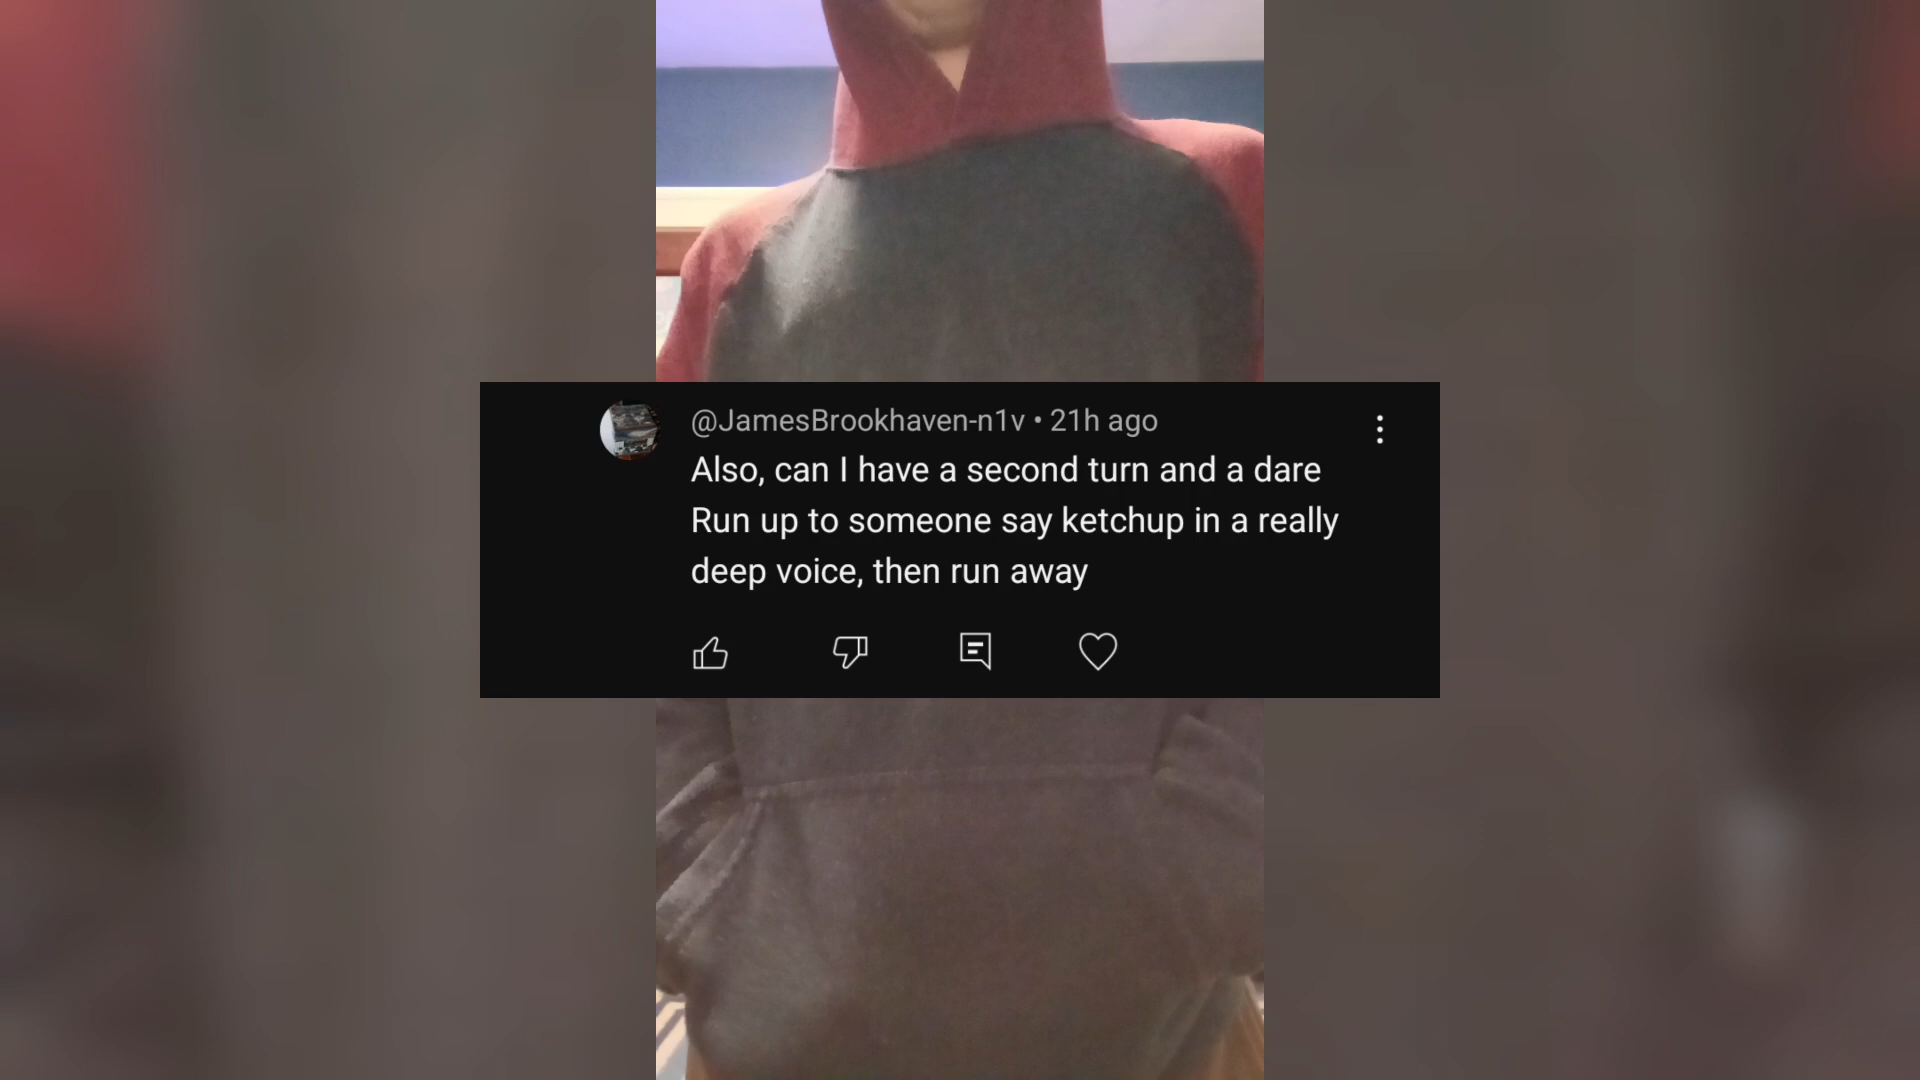 @JamesBrookhaven-n1v • 21h ago
Also, can I have a second turn and a dare
Run up to someone say ketchup in a really
deep voice, then run away